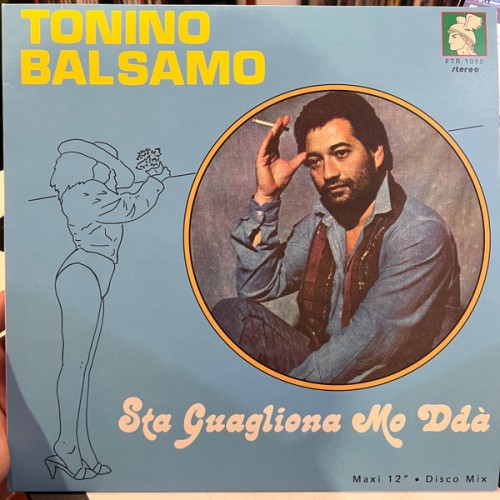 TONINO
BALSAMO
FTR 1010
stereo
Sta Guagliona Mo Ddà
Maxi 12" • Disco Mix